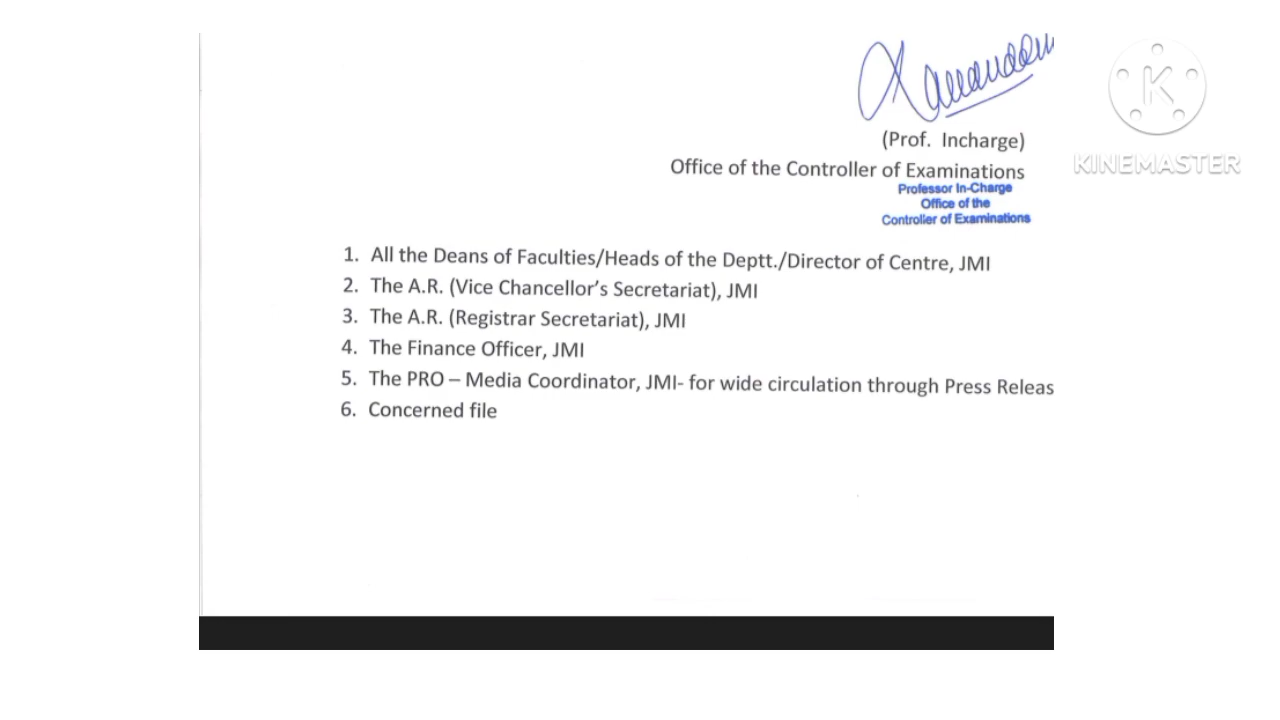 (Prof. Incharge)
Office of the Controller of Examinations
Professor In-Charge
Office of the
Controller of Examinations
1. All the Deans of Faculties/Heads of the Deptt./Director of Centre, JMI
2. The A.R. (Vice Chancellor's Secretariat), JMI
3. The A.R. (Registrar Secretariat), JMI
4. The Finance Officer, JMI
5. The PRO – Media Coordinator, JMI- for wide circulation through Press Releas
6. Concerned file
K
KINEMASTER